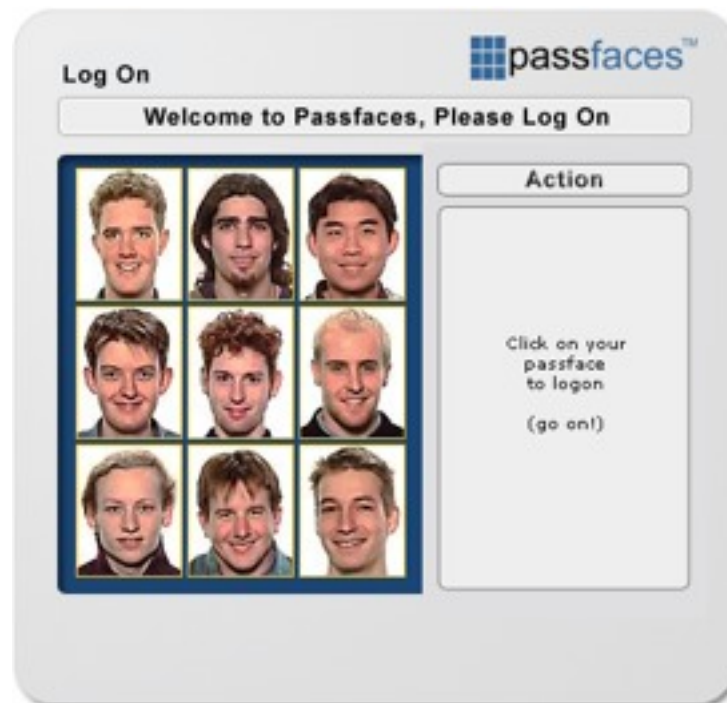 passfaces™
Log On
Welcome to Passfaces, Please Log On
Action
Click on your
passface
to logon
(go on!)